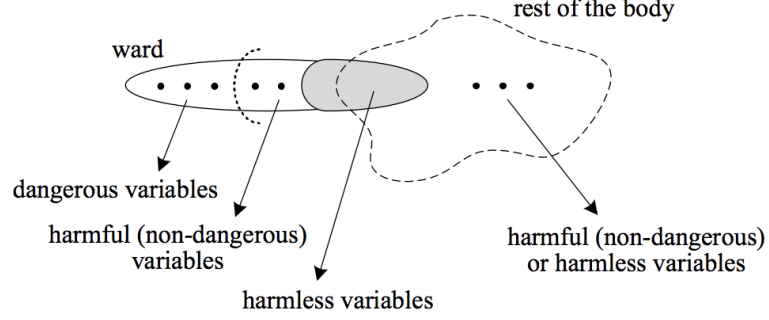 rest of the body
ward
dangerous variables
harmful (non-dangerous)
variables
harmful (non-dangerous)
or harmless variables
harmless variables